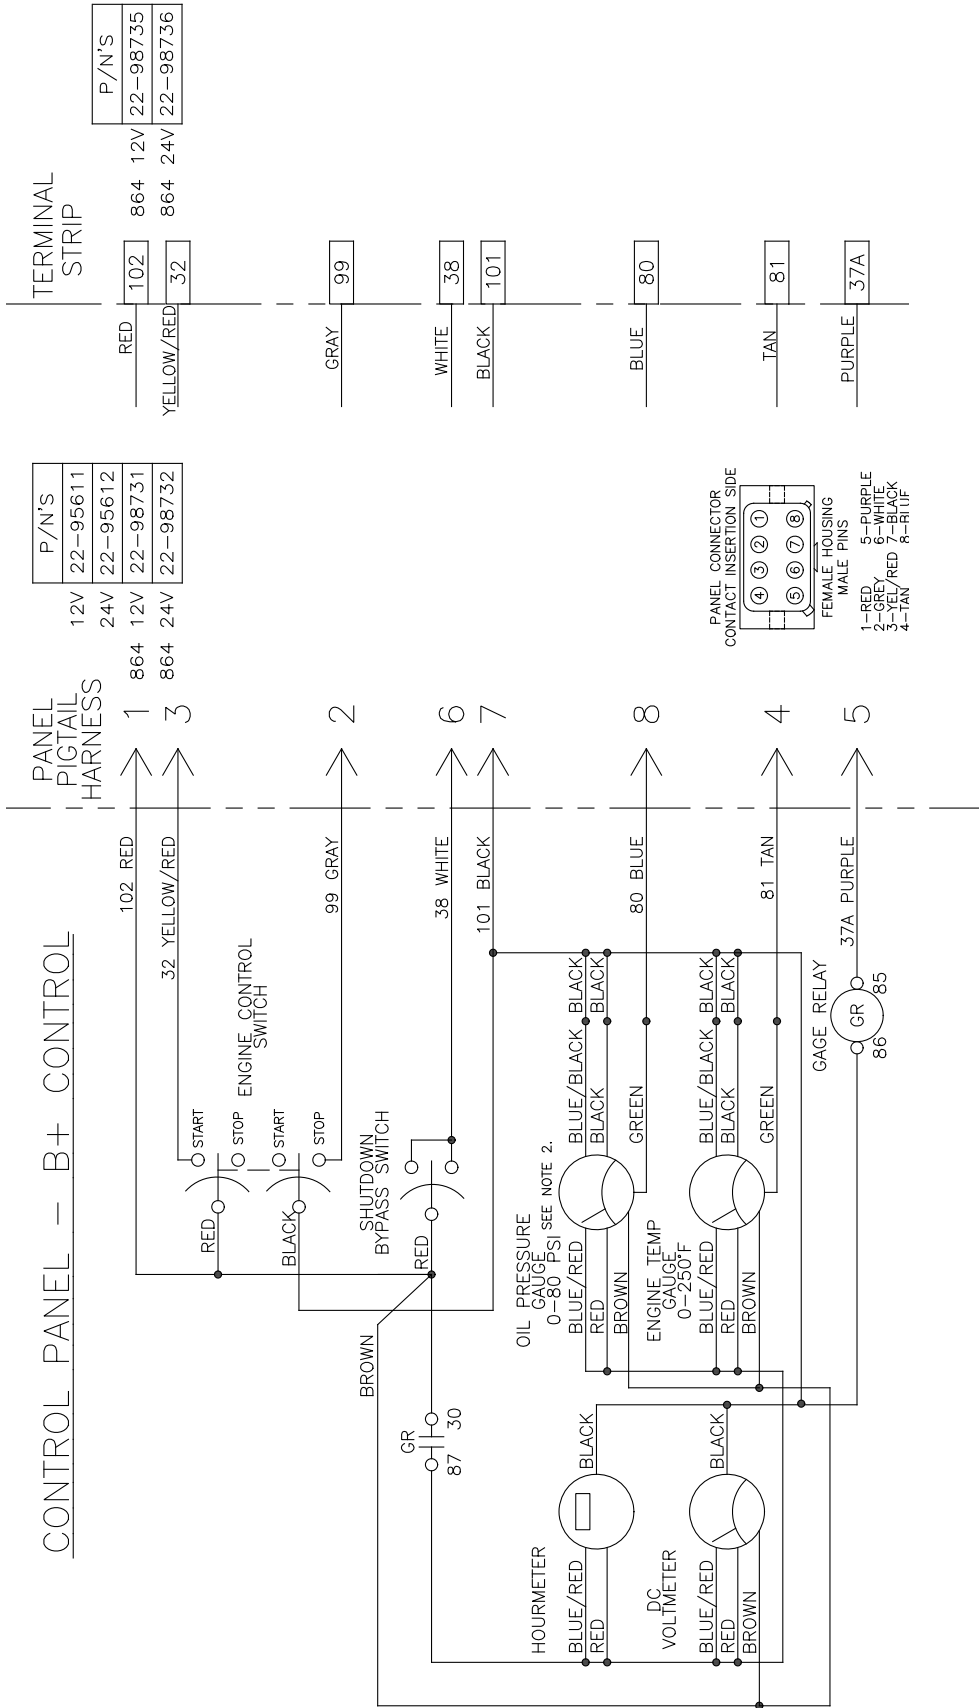 CONTROL PANEL – B+ CONTROL
PANEL
PIGTAIL
HARNESS
TERMINAL
STRIP
P/N'S
12V 22–95611
24V 22–95612
864 12V 22–98731
864 24V 22–98732
P/N'S
864 12V 22–98735
864 24V 22–98736
102 RED
1
RED
102
32 YELLOW/RED
3
YELLOW/RED
32
START
STOP
ENGINE CONTROL
SWITCH
START
STOP
RED
BLACK
99 GRAY
2
GRAY
99
SHUTDOWN
BYPASS SWITCH
RED
38 WHITE
6
WHITE
38
101 BLACK
7
BLACK
101
BROWN
GR
87 30
OIL PRESSURE
GAUGE
0–80 PSI SEE NOTE 2.
BLUE/RED
RED
BROWN
BLUE/BLACK BLACK
BLACK BLACK
GREEN
80 BLUE
8
BLUE
80
ENGINE TEMP
GAUGE
0–250°F
BLUE/RED
RED
BROWN
BLUE/BLACK BLACK
BLACK BLACK
GREEN
81 TAN
4
TAN
81
HOURMETER
BLUE/RED
RED
BLACK
DC
VOLTMETER
BLUE/RED
RED
BROWN
BLACK
GAGE RELAY
GR
86 85
37A PURPLE
5
PURPLE
37A
PANEL CONNECTOR
CONTACT INSERTION SIDE
4 3 2 1
5 6 7 8
FEMALE HOUSING
MALE PINS
1–RED 5–PURPLE
2–GREY 6–WHITE
3–YEL/RED 7–BLACK
4–TAN 8–BLUE